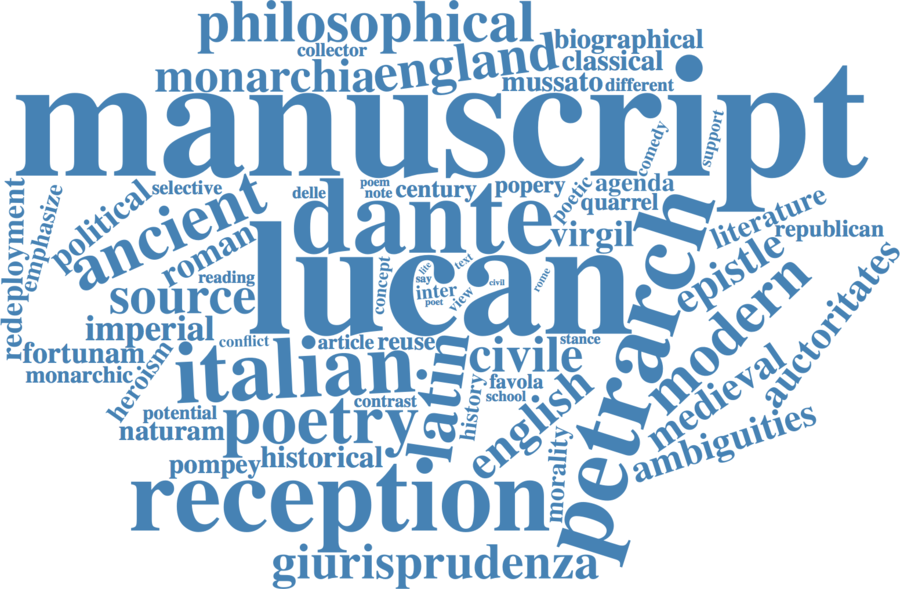 philosophical
collector
biographical
monarchia
england
classical
mussato
different
manuscript
comedy
support
redeployment
emphasize
political
selective
ancient
delle
poem
note
century
popery
poetic
agenda
quarrel
dante
roman
virgil
petrarch
literature
republican
reading
source
lucan
concept
lite
say
text
inter
poet
view
civil
rome
epistle
modern
auctoritates
imperial
fortunam
monarchic
heroism
conflict
article
reuse
stance
italian
latin
civile
favola
school
history
contrast
english
medieval
potential
naturam
poetry
ambiguities
pompey
historical
morality
reception
giurisprudenza